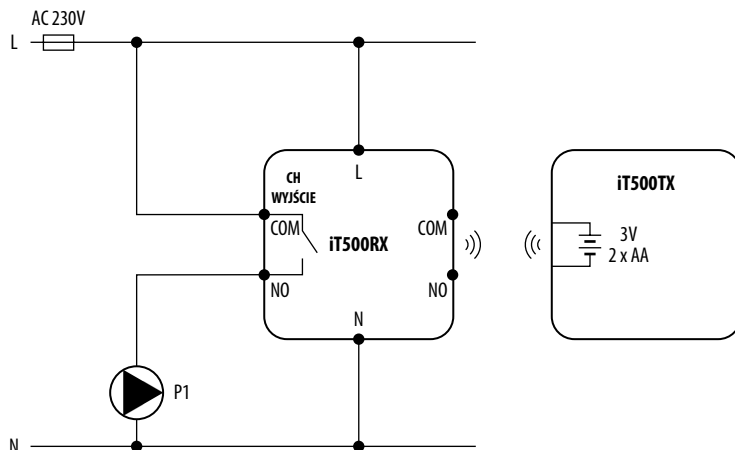 AC 230V
L
CH
WYJŚCIE
L
iT500TX
COM
iT500RX
COM
3V
2 x AA
NO
NO
N
P1
N